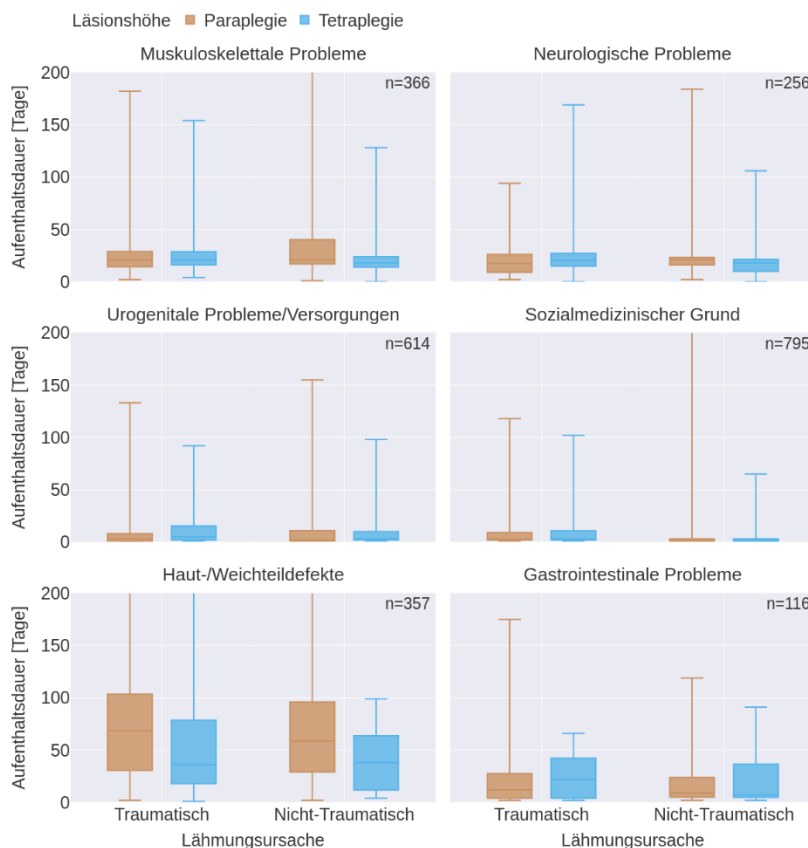 Läsionshöhe Paraplegie Tetraplegie
Muskuloskelettale Probleme
Neurologische Probleme
Aufenthaltsdauer [Tage]
200
150
100
50
0
n=366
n=256
Urogenitale Probleme/Versorgungen
Sozialmedizinischer Grund
Aufenthaltsdauer [Tage]
200
150
100
50
0
n=614
n=795
Haut-/Weichteildefekte
Gastrointestinale Probleme
Aufenthaltsdauer [Tage]
200
150
100
50
0
n=357
n=116
Traumatisch Nicht-Traumatisch
Traumatisch Nicht-Traumatisch
Lähmungsursache
Lähmungsursache